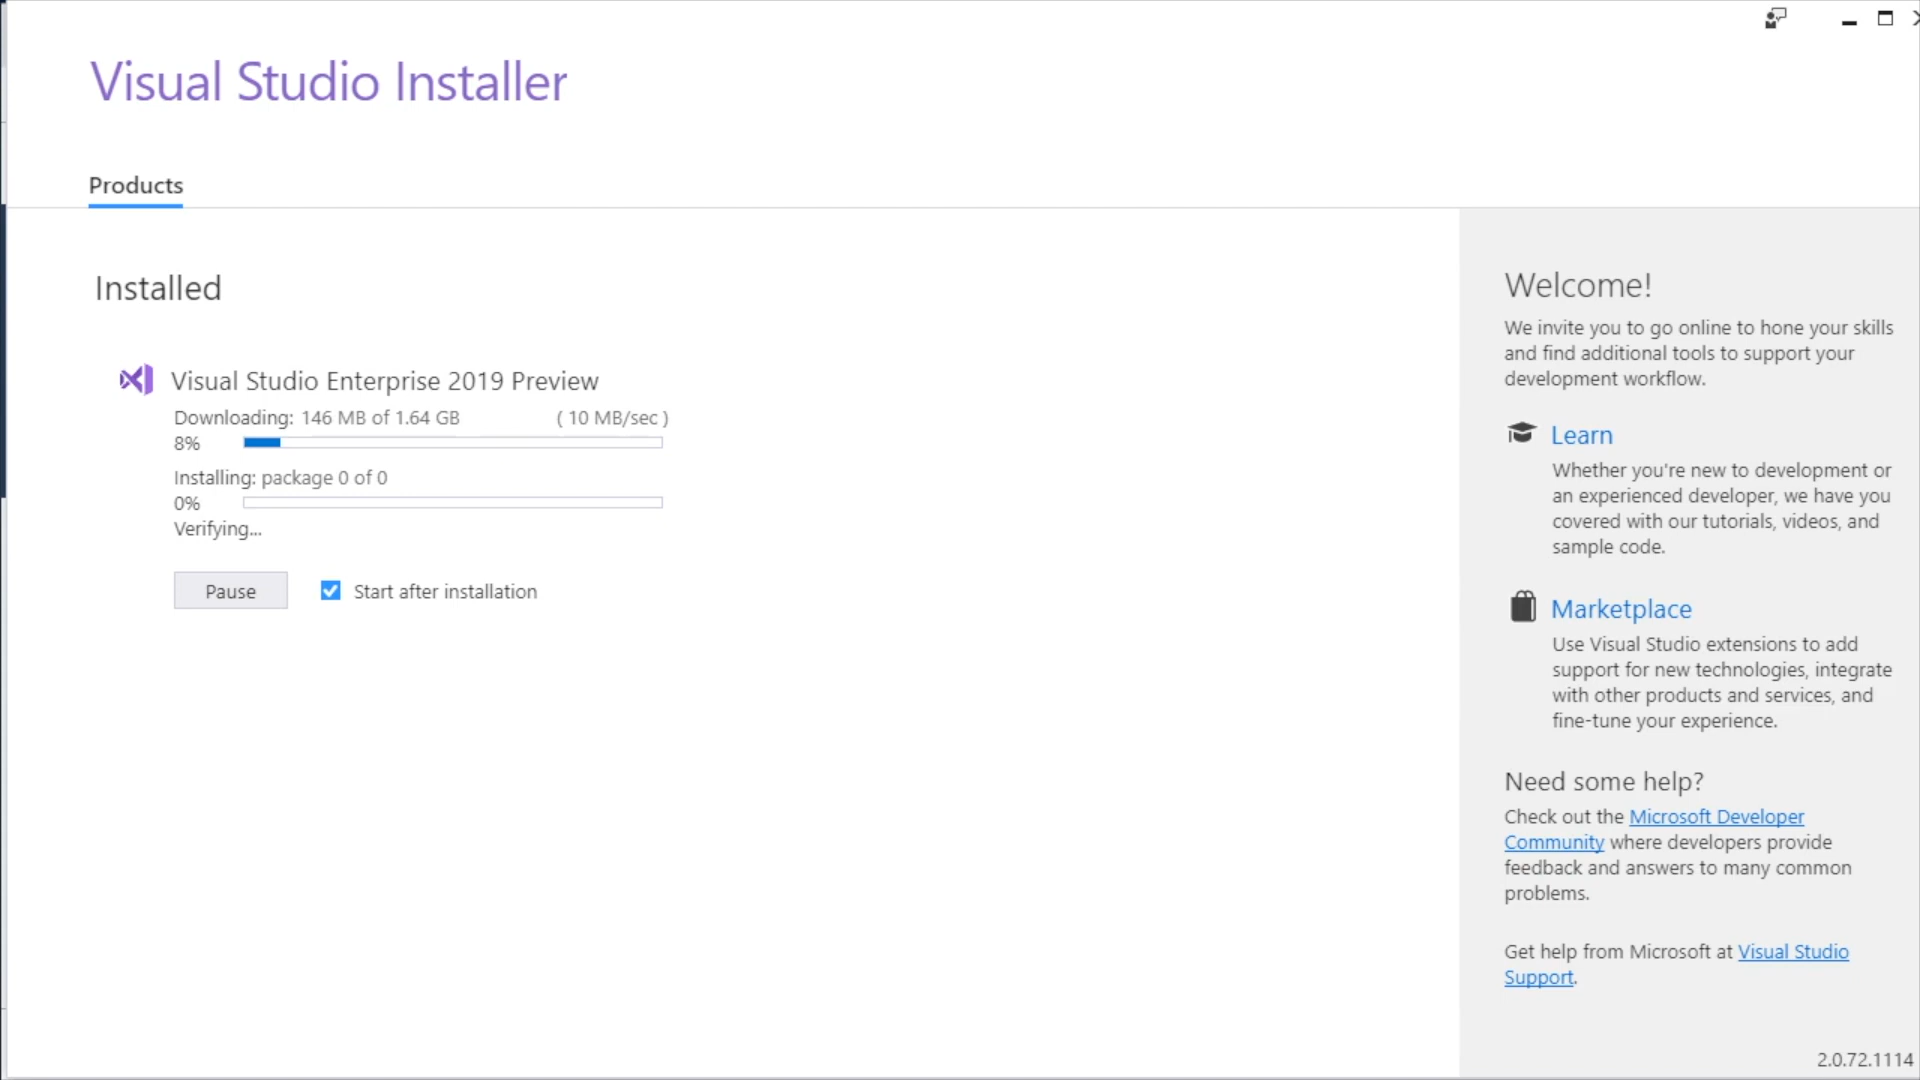 Visual Studio Installer
Products
Installed
Visual Studio Enterprise 2019 Preview
Downloading: 146 MB of 1.64 GB ( 10 MB/sec )
8%
Installing: package 0 of 0
0%
Verifying...
Pause
Start after installation
Welcome!
We invite you to go online to hone your skills
and find additional tools to support your
development workflow.
Learn
Whether you're new to development or
an experienced developer, we have you
covered with our tutorials, videos, and
sample code.
Marketplace
Use Visual Studio extensions to add
support for new technologies, integrate
with other products and services, and
fine-tune your experience.
Need some help?
Check out the Microsoft Developer
Community where developers provide
feedback and answers to many common
problems.
Get help from Microsoft at Visual Studio
Support.
2.0.72.1114